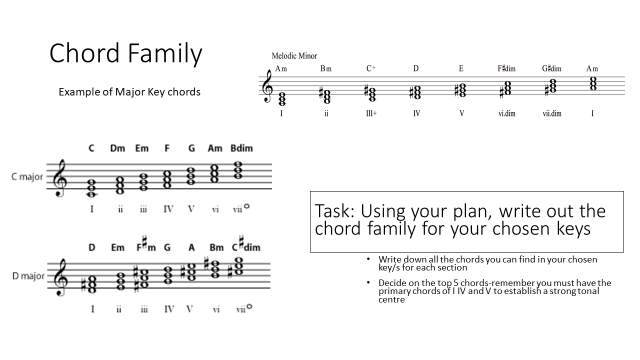 Chord Family
Example of Major Key chords
Melodic Minor
Am Bm C+ D E F♯dim G♯dim Am
I ii III+ IV V vi.dim vii.dim I
C Dm Em F G Am Bdim
C major
I ii iii IV V vi vii°
D Em F♯m G A Bm C♯dim
D major
I ii iii IV V vi vii°
Task: Using your plan, write out the
chord family for your chosen keys
• Write down all the chords you can find in your chosen
key/s for each section
• Decide on the top 5 chords-remember you must have the
primary chords of I IV and V to establish a strong tonal
centre